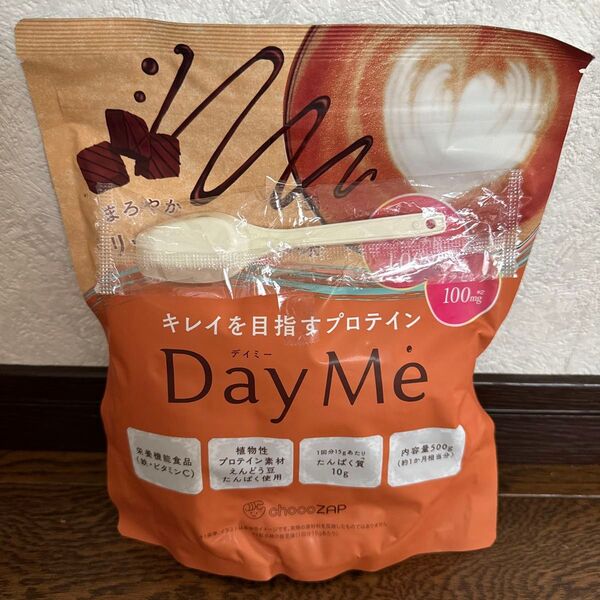 まろやか
リ
100mg
キレイを目指すプロテイン
デイミー
Day Me
栄養機能食品
(鉄・ビタミンC)
植物性
プロテイン素材
えんどう豆
たんぱく使用
1回分15gあたり
たんぱく質
10g
内容量500g
(約1か月相当分)
chocoZAP